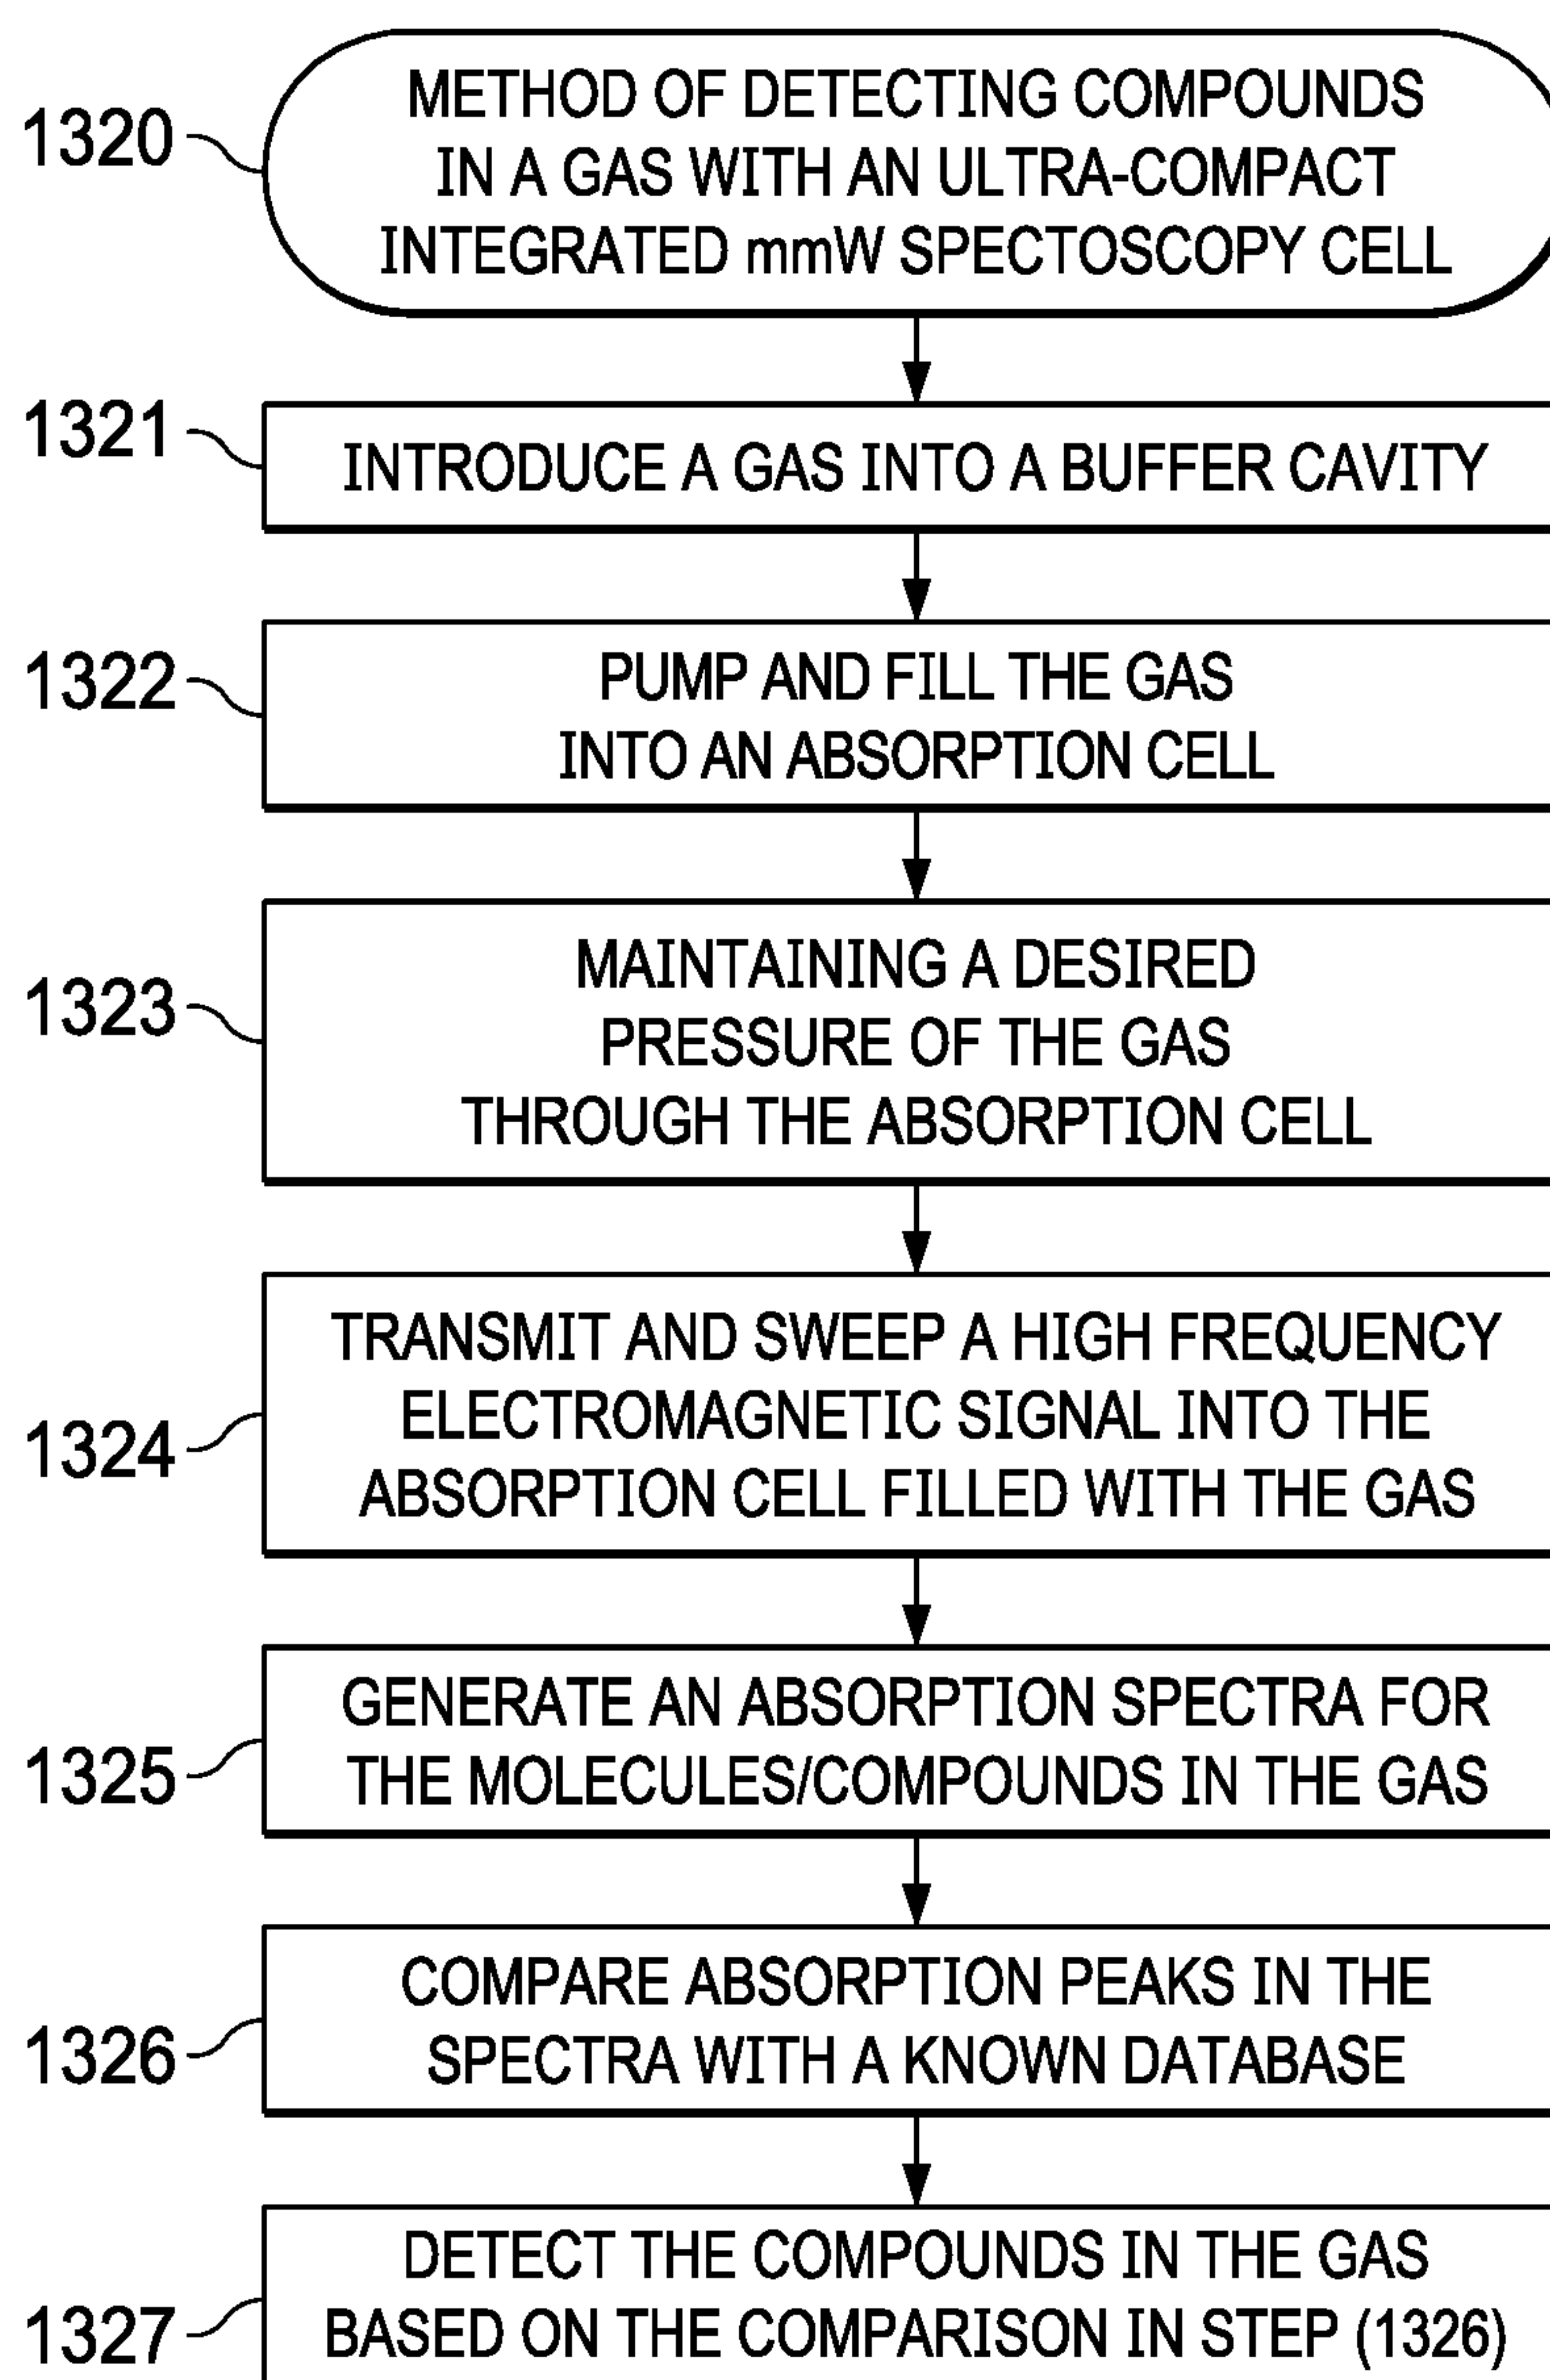 1320
METHOD OF DETECTING COMPOUNDS
IN A GAS WITH AN ULTRA-COMPACT
INTEGRATED mmW SPECTOSCOPY CELL
1321
INTRODUCE A GAS INTO A BUFFER CAVITY
1322
PUMP AND FILL THE GAS
INTO AN ABSORPTION CELL
1323
MAINTAINING A DESIRED
PRESSURE OF THE GAS
THROUGH THE ABSORPTION CELL
1324
TRANSMIT AND SWEEP A HIGH FREQUENCY
ELECTROMAGNETIC SIGNAL INTO THE
ABSORPTION CELL FILLED WITH THE GAS
1325
GENERATE AN ABSORPTION SPECTRA FOR
THE MOLECULES/COMPOUNDS IN THE GAS
1326
COMPARE ABSORPTION PEAKS IN THE
SPECTRA WITH A KNOWN DATABASE
1327
DETECT THE COMPOUNDS IN THE GAS
BASED ON THE COMPARISON IN STEP (1326)